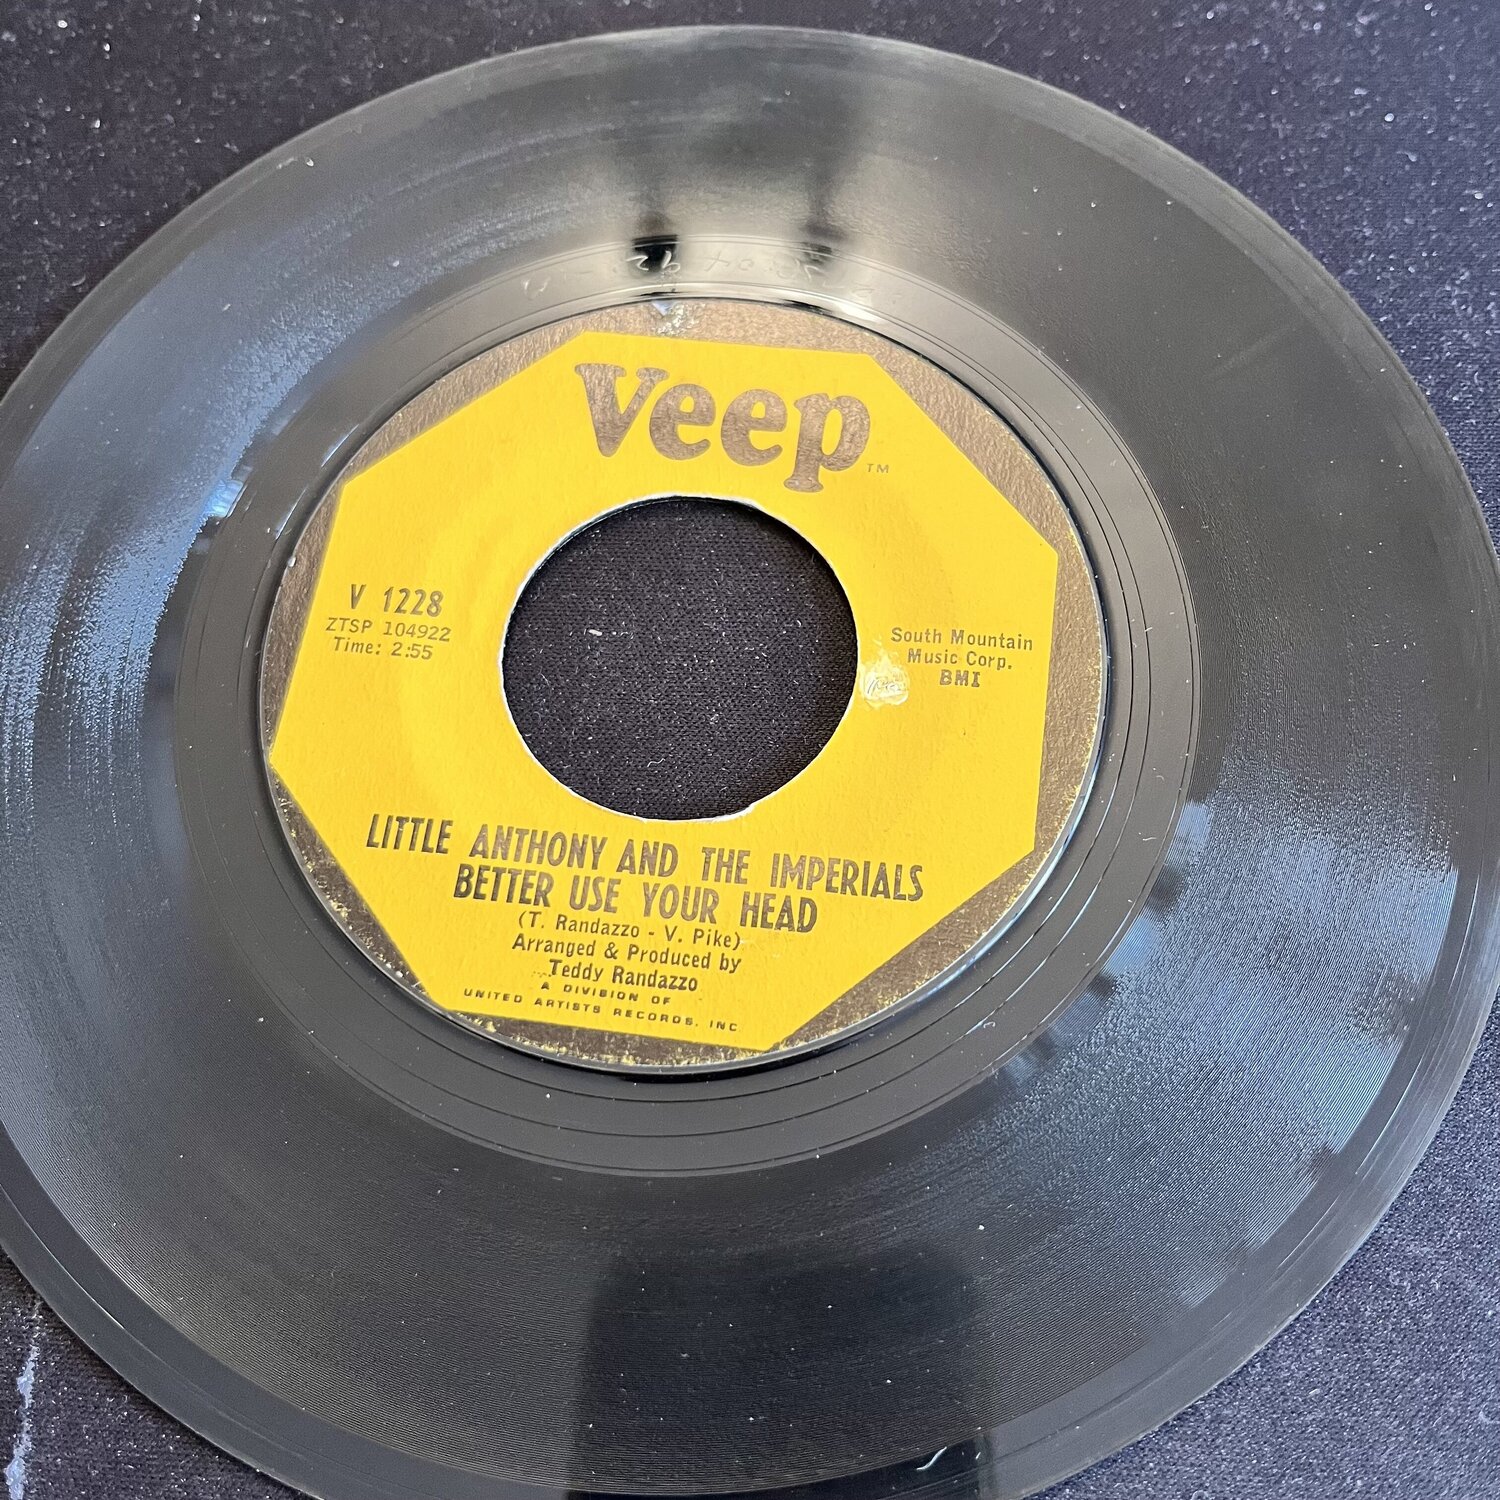 Veep TM
V 1228
ZTSP 104922
Time: 2:55
South Mountain
Music Corp.
BMI
LITTLE ANTHONY AND THE IMPERIALS
BETTER USE YOUR HEAD
(T. Randazzo - V. Pike)
Arranged & Produced by
Teddy Randazzo
A DIVISION OF
UNITED ARTISTS RECORDS, INC